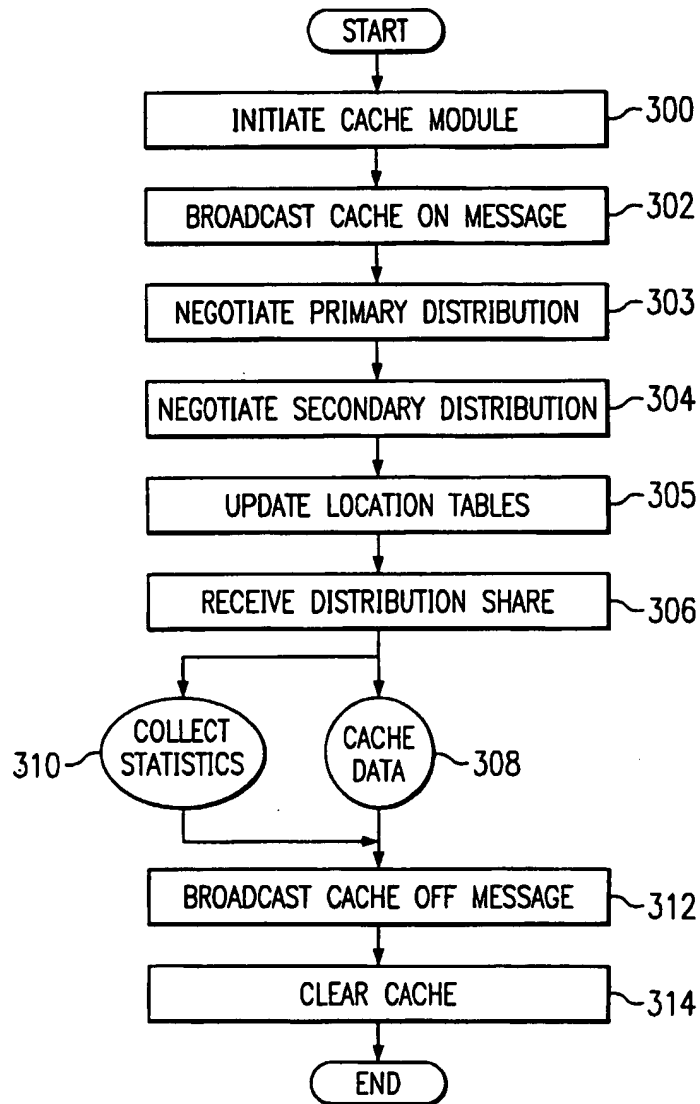 START
INITIATE CACHE MODULE
300
BROADCAST CACHE ON MESSAGE
302
NEGOTIATE PRIMARY DISTRIBUTION
303
NEGOTIATE SECONDARY DISTRIBUTION
304
UPDATE LOCATION TABLES
305
RECEIVE DISTRIBUTION SHARE
306
310
COLLECT
STATISTICS
CACHE
DATA
308
BROADCAST CACHE OFF MESSAGE
312
CLEAR CACHE
314
END